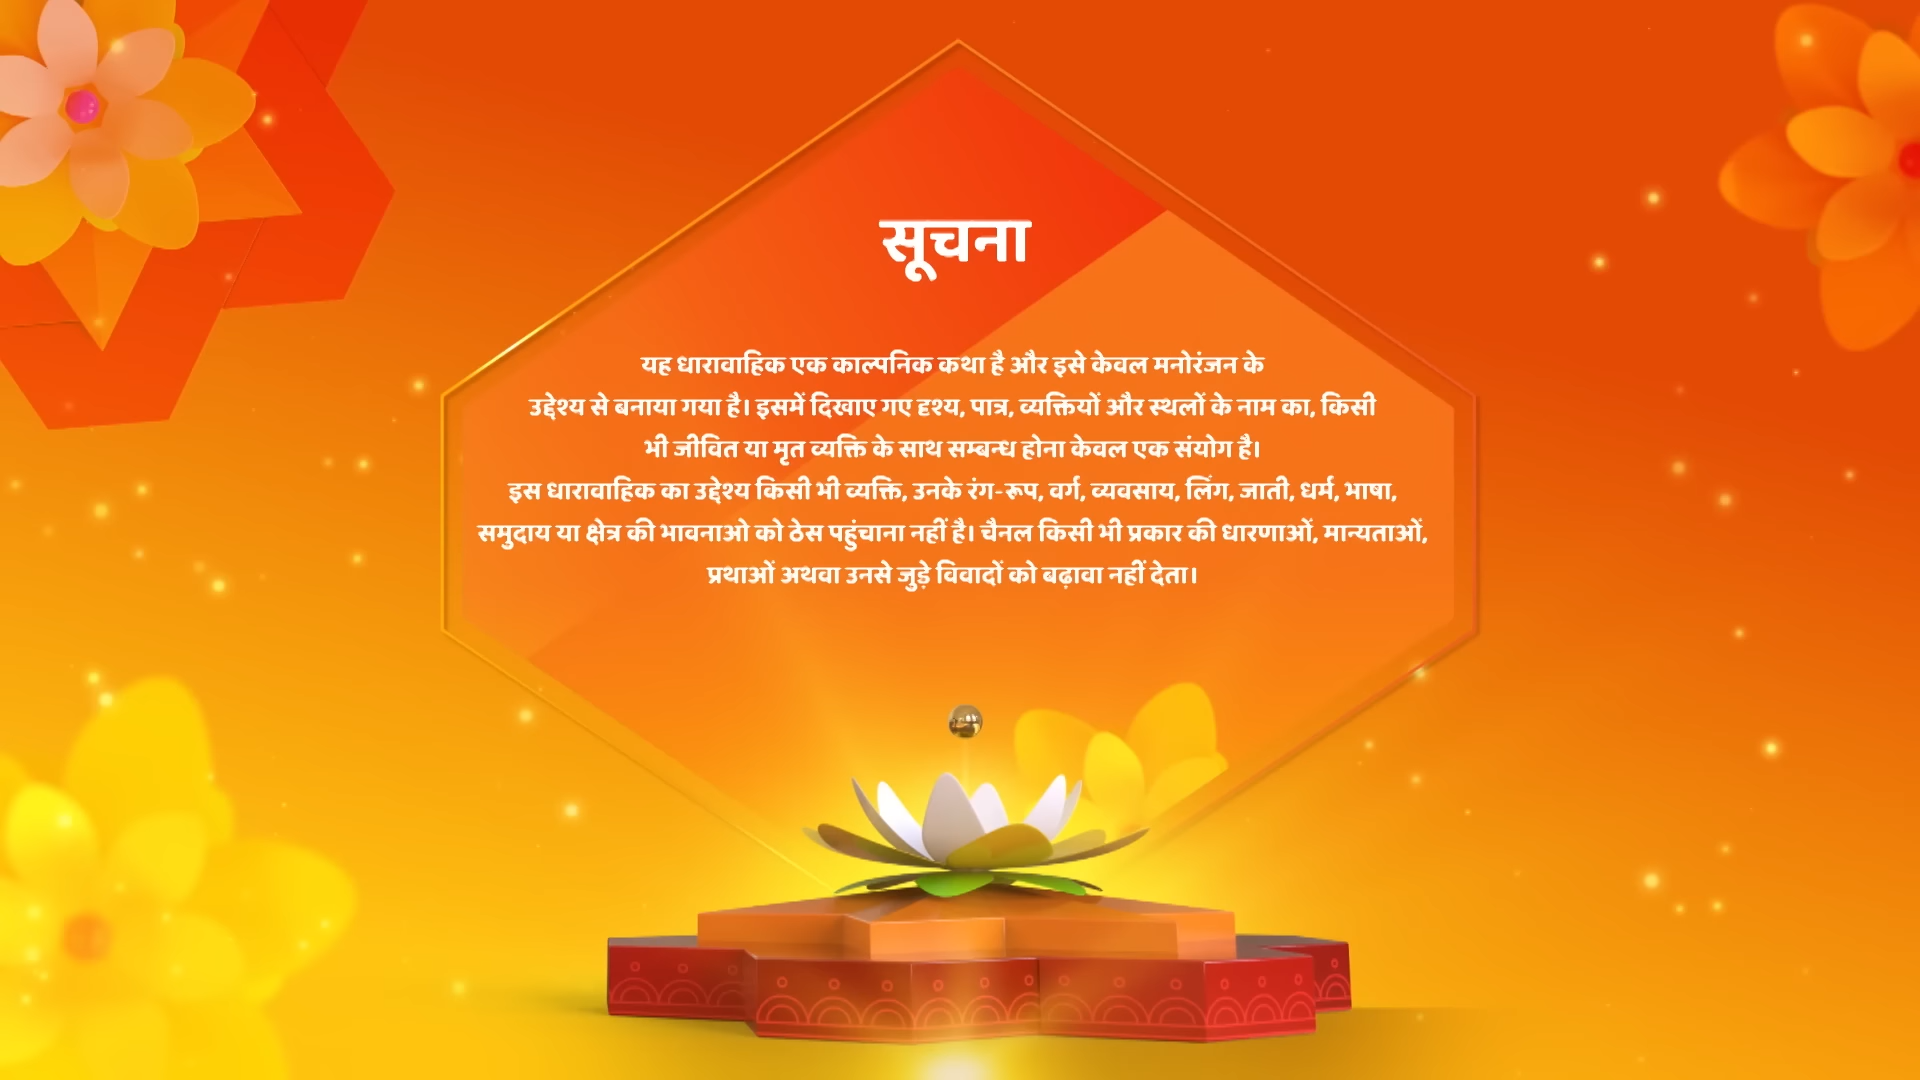 सूचना
यह धारावाहिक एक काल्पनिक कथा है और इसे केवल मनोरंजन के
उद्देश्य से बनाया गया है। इसमें दिखाए गए दृश्य, पात्र, व्यक्तियों और स्थलों के नाम का, किसी
भी जीवित या मृत व्यक्ति के साथ सम्बन्ध होना केवल एक संयोग है।
इस धारावाहिक का उद्देश्य किसी भी व्यक्ति, उनके रंग-रूप, वर्ग, व्यवसाय, लिंग, जाती, धर्म, भाषा,
समुदाय या क्षेत्र की भावनाओ को ठेस पहुंचाना नहीं है। चैनल किसी भी प्रकार की धारणाओं, मान्यताओं,
प्रथाओं अथवा उनसे जुड़े विवादों को बढ़ावा नहीं देता।